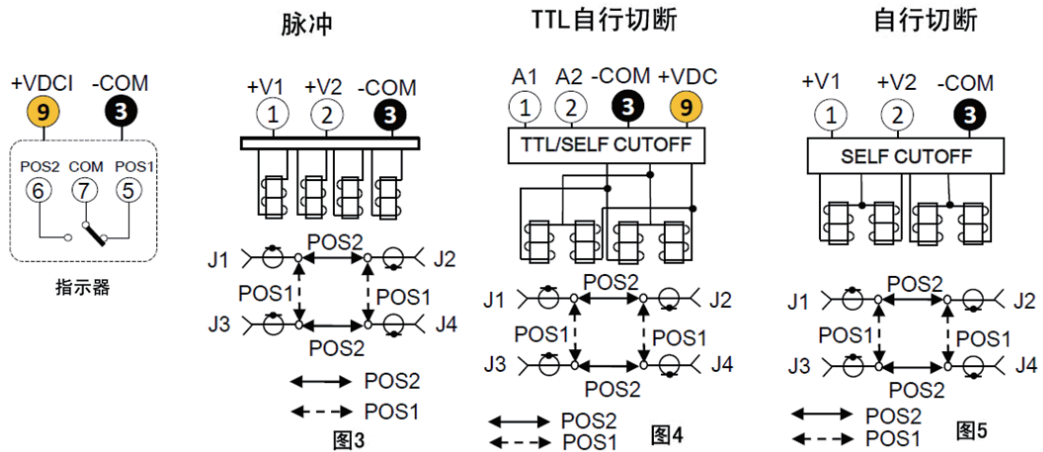 脉冲
TTL自行切断
自行切断
+VDCI
-COM
9
3
POS2
COM
POS1
6
7
5
指示器
+V1
+V2
-COM
1
2
3
J1
POS2
J2
POS1
POS1
J3
J4
POS2
POS2
POS1
图3
A1
A2
-COM
+VDC
1
2
3
9
TTL/SELF CUTOFF
J1
POS2
J2
POS1
POS1
J3
J4
POS2
POS2
POS1
图4
+V1
+V2
-COM
1
2
3
SELF CUTOFF
J1
POS2
J2
POS1
POS1
J3
J4
POS2
POS2
POS1
图5